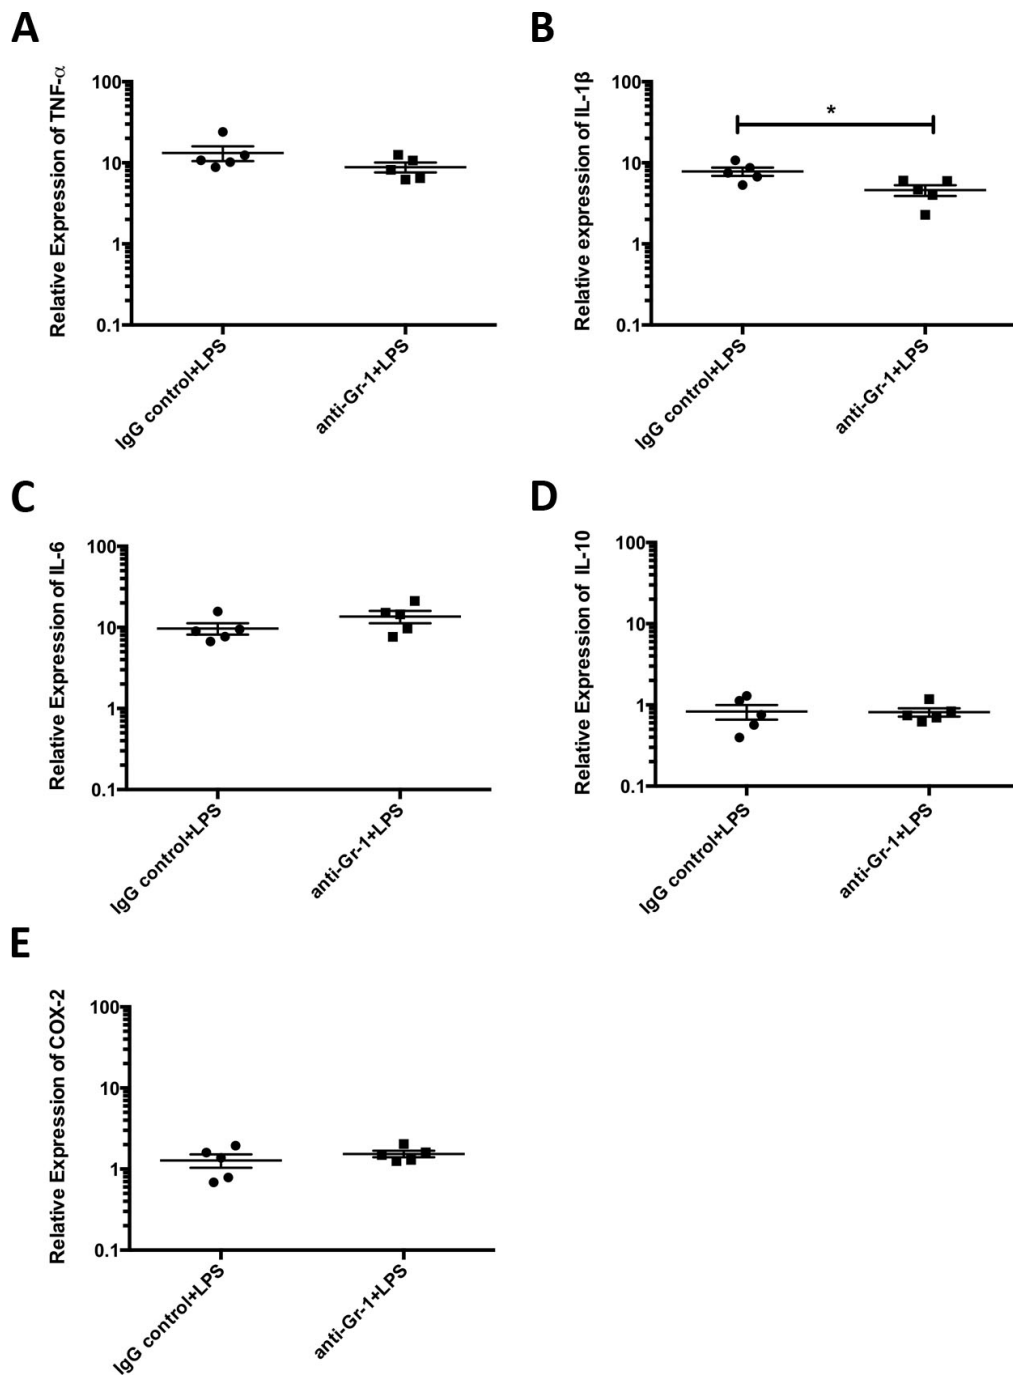 A
Relative Expression of TNF-α
100
10
1
0.1
IgG control+LPS
anti-Gr-1+LPS
B
Relative expression of IL-1β
100
10
1
0.1
*
IgG control+LPS
anti-Gr-1+LPS
C
Relative Expression of IL-6
100
10
1
0.1
IgG control+LPS
anti-Gr-1+LPS
D
Relative Expression of IL-10
100
10
1
0.1
IgG control+LPS
anti-Gr-1+LPS
E
Relative Expression of COX-2
100
10
1
0.1
IgG control+LPS
anti-Gr-1+LPS